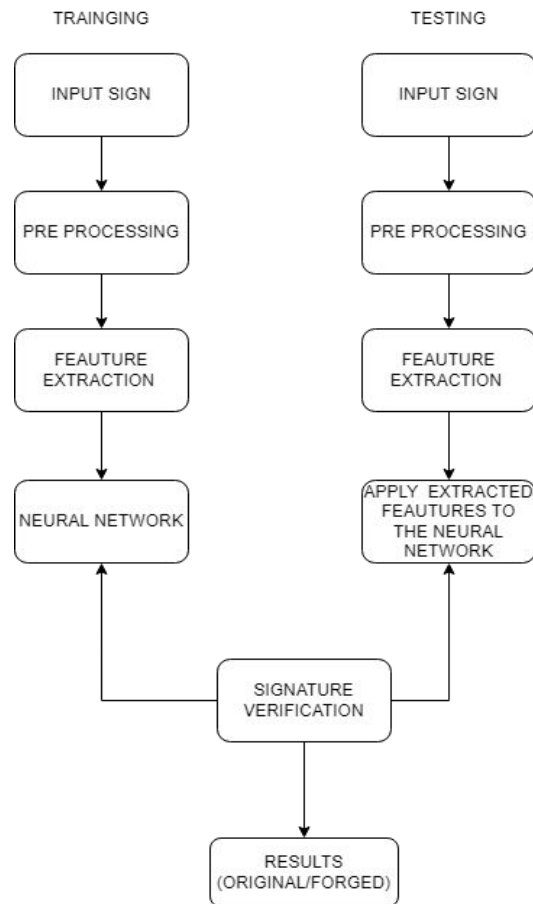 TRAINGING
TESTING
INPUT SIGN
INPUT SIGN
PRE PROCESSING
PRE PROCESSING
FEAUTURE
EXTRACTION
FEAUTURE
EXTRACTION
NEURAL NETWORK
APPLY EXTRACTED
FEAUTURES TO
THE NEURAL
NETWORK
SIGNATURE
VERIFICATION
RESULTS
(ORIGINAL/FORGED)